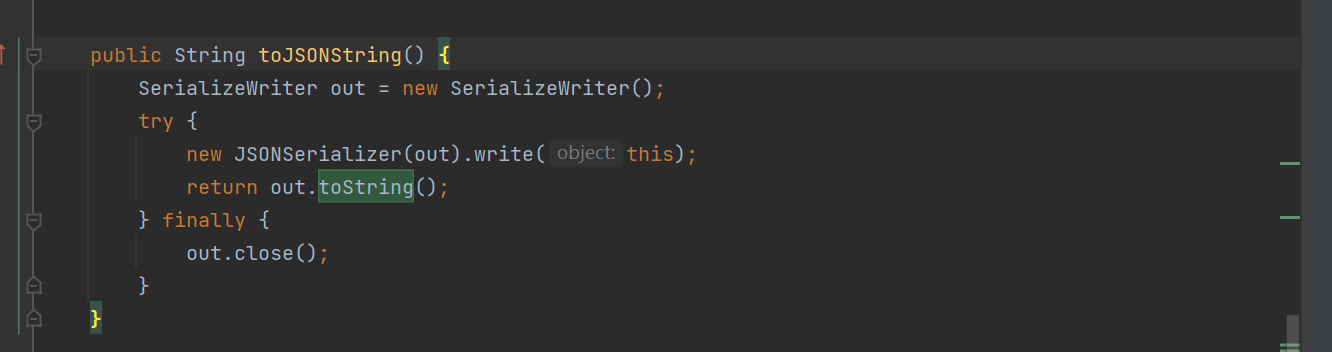 public String toJSONString() {
SerializeWriter out = new SerializeWriter();
try {
new JSONSerializer(out).write( object: this);
return out.toString();
} finally {
out.close();
}
}